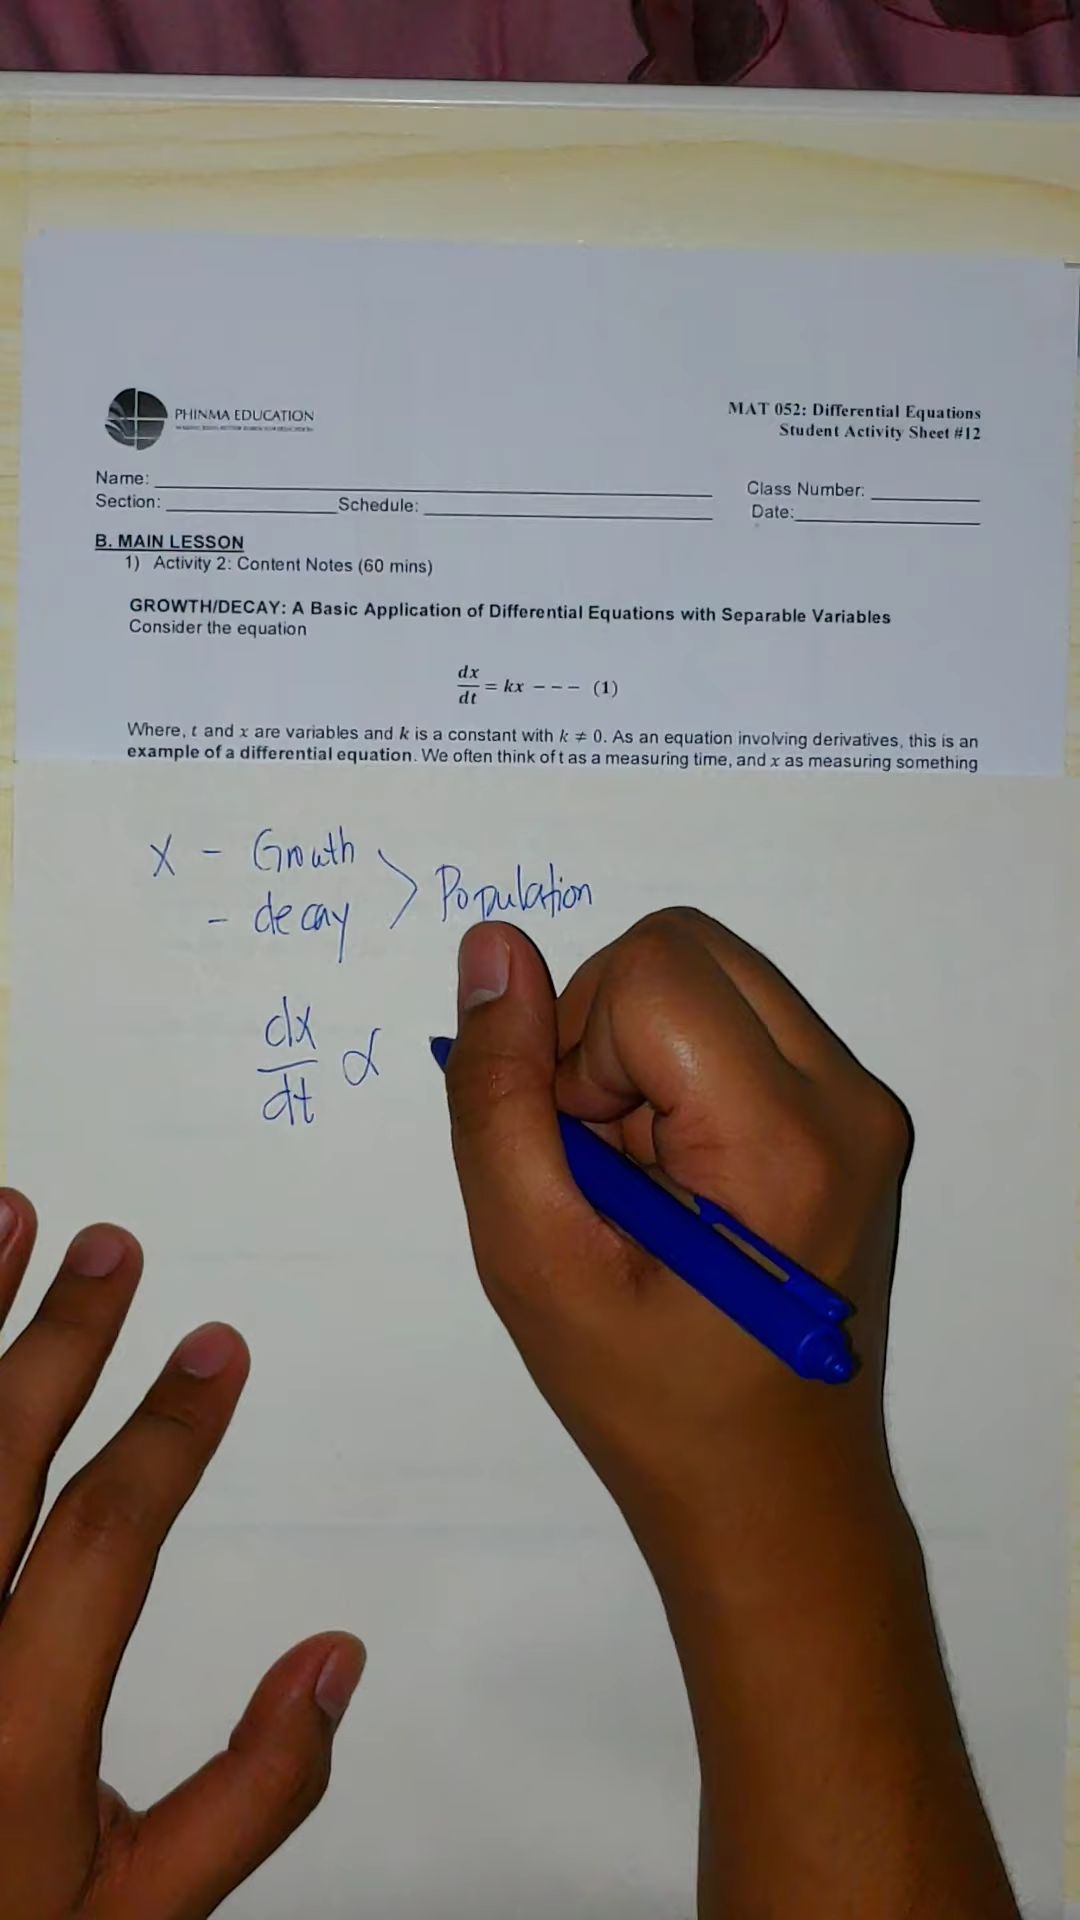 PHINMA EDUCATION
MAT 052: Differential Equations
Student Activity Sheet #12
Name:
Section: Schedule:
Class Number:
Date:
B. MAIN LESSON
1) Activity 2: Content Notes (60 mins)
GROWTH/DECAY: A Basic Application of Differential Equations with Separable Variables
Consider the equation
dx/dt = kx - - - (1)
Where, t and x are variables and k is a constant with k ≠ 0. As an equation involving derivatives, this is an
example of a differential equation. We often think of t as a measuring time, and x as measuring something
x - Growth
- decay > Population
dx/dt ∝